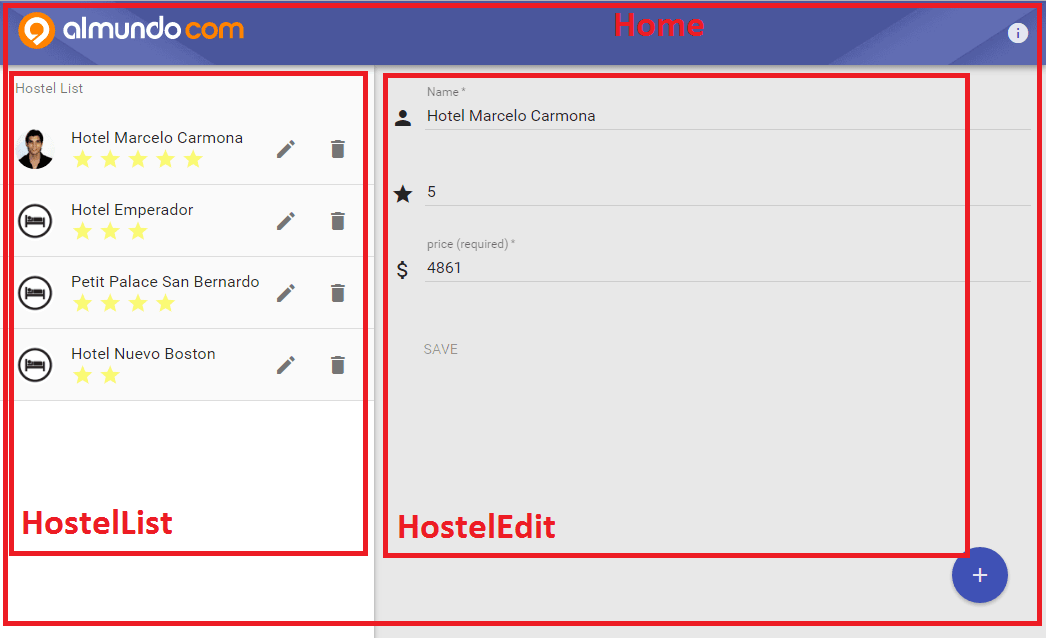 almundo com
Home
i
Hostel List
Hotel Marcelo Carmona
Hotel Emperador
Petit Palace San Bernardo
Hotel Nuevo Boston
HostelList
Name *
Hotel Marcelo Carmona
5
price (required) *
$ 4861
SAVE
HostelEdit
+